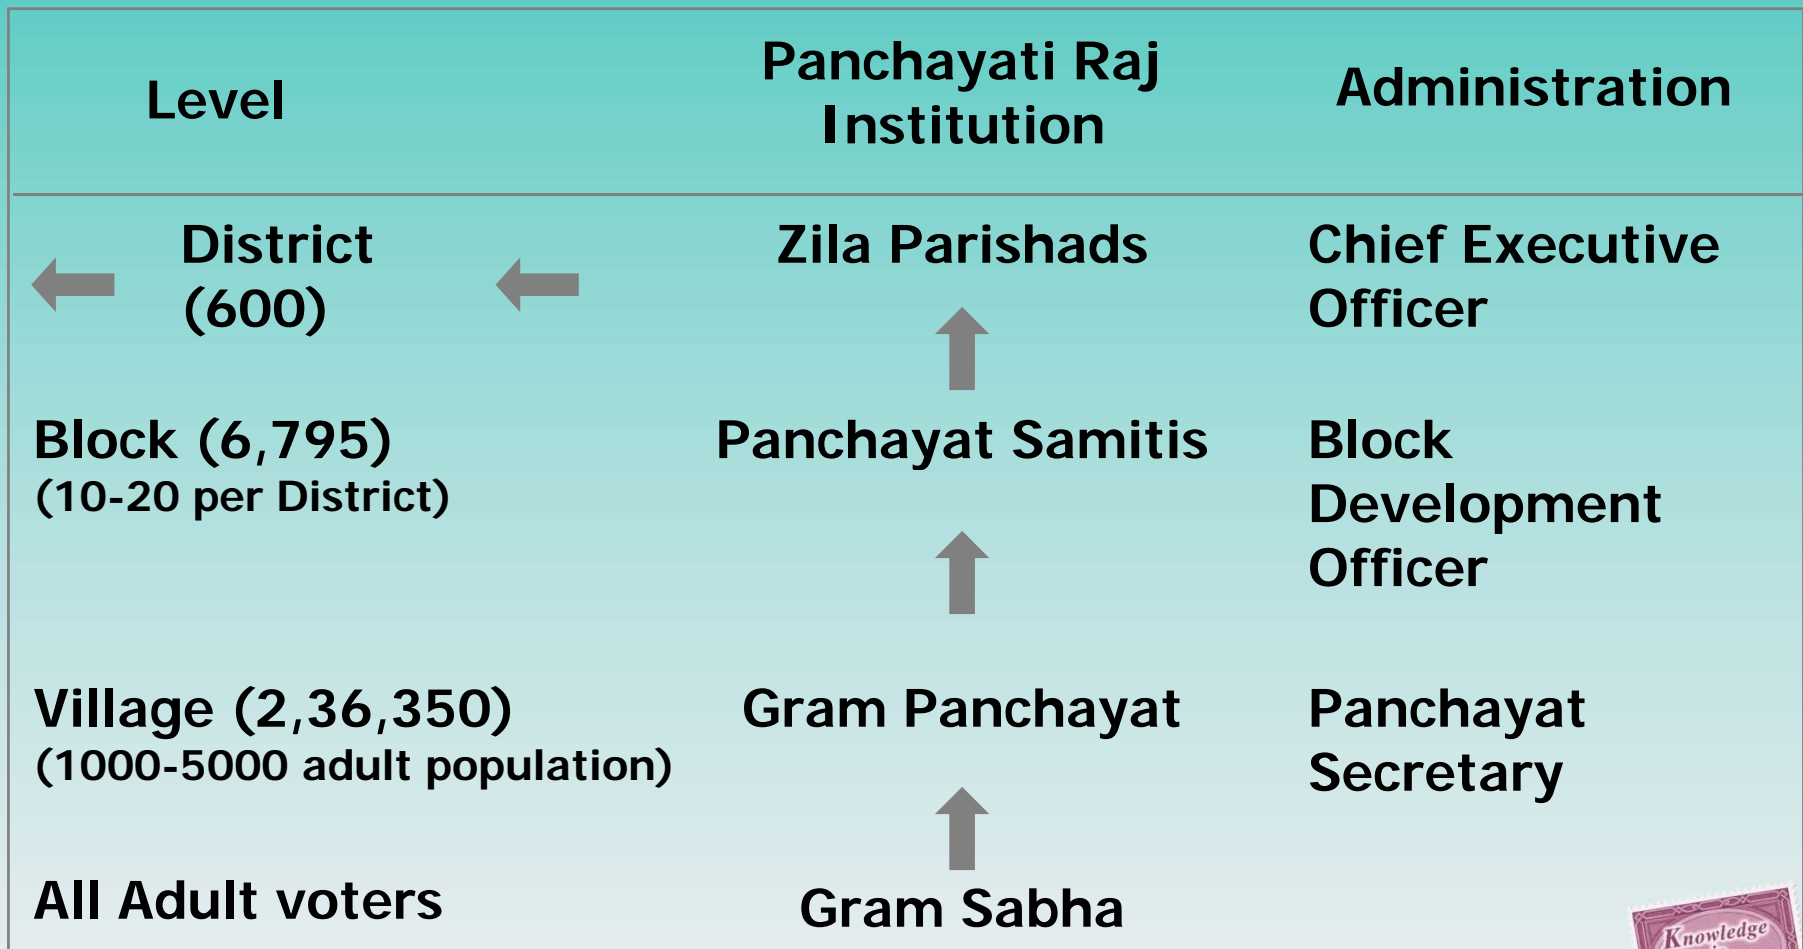 Level
Panchayati Raj
Institution
Administration
District
(600)
Zila Parishads
Chief Executive
Officer
Block (6,795)
(10-20 per District)
Panchayat Samitis
Block
Development
Officer
Village (2,36,350)
(1000-5000 adult population)
Gram Panchayat
Panchayat
Secretary
All Adult voters
Gram Sabha
Knowledge